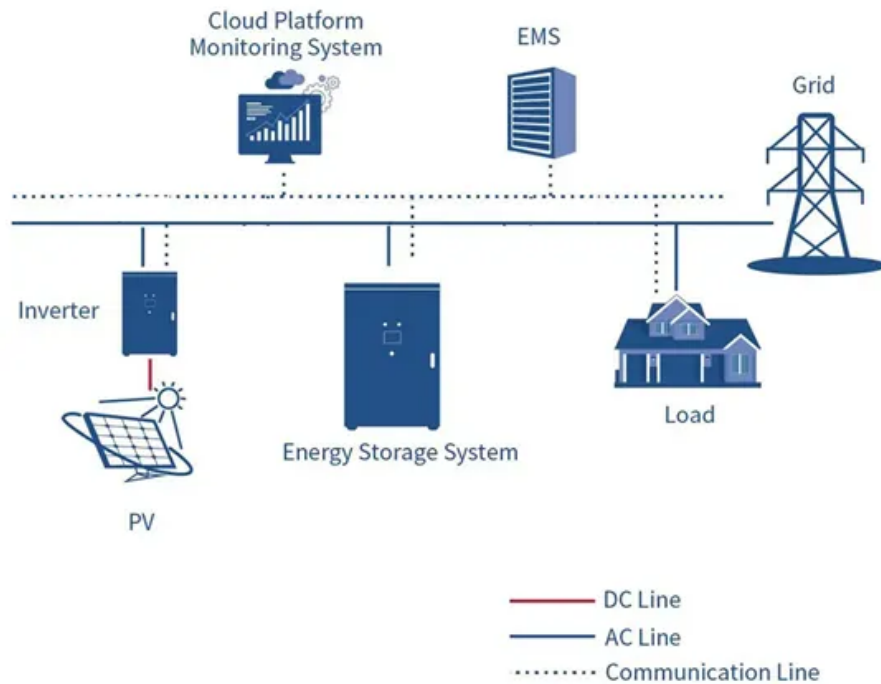 Cloud Platform
Monitoring System
EMS
Grid
Inverter
Load
Energy Storage System
PV
DC Line
AC Line
Communication Line